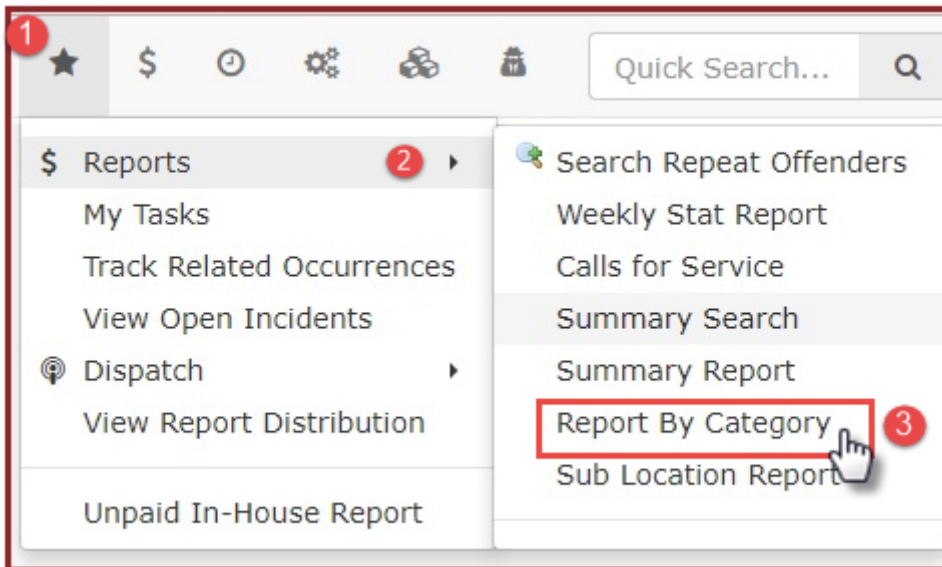 1
$
Quick Search...
$ Reports 2
My Tasks
Track Related Occurrences
View Open Incidents
Dispatch
View Report Distribution
Unpaid In-House Report
Search Repeat Offenders
Weekly Stat Report
Calls for Service
Summary Search
Summary Report
Report By Category 3
Sub Location Report